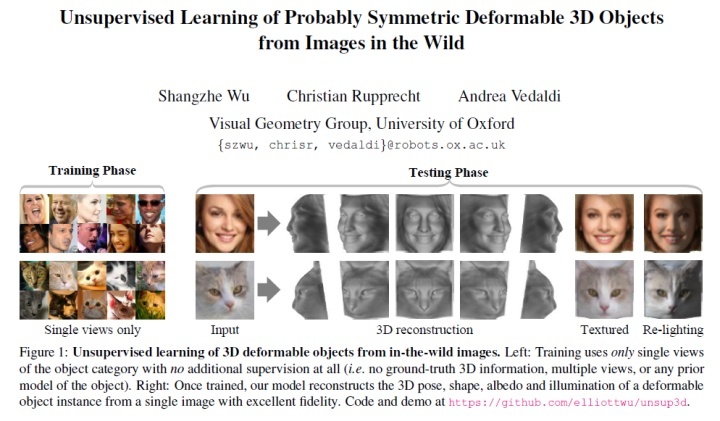 Unsupervised Learning of Probably Symmetric Deformable 3D Objects
from Images in the Wild
Shangzhe Wu Christian Rupprecht Andrea Vedaldi
Visual Geometry Group, University of Oxford
{szwu, chrisr, vedaldi}@robots.ox.ac.uk
Training Phase Testing Phase
Single views only Input 3D reconstruction Textured Re-lighting
Figure 1: Unsupervised learning of 3D deformable objects from in-the-wild images. Left: Training uses only single views
of the object category with no additional supervision at all (i.e. no ground-truth 3D information, multiple views, or any prior
model of the object). Right: Once trained, our model reconstructs the 3D pose, shape, albedo and illumination of a deformable
object instance from a single image with excellent fidelity. Code and demo at https://github.com/elliottwu/unsup3d.